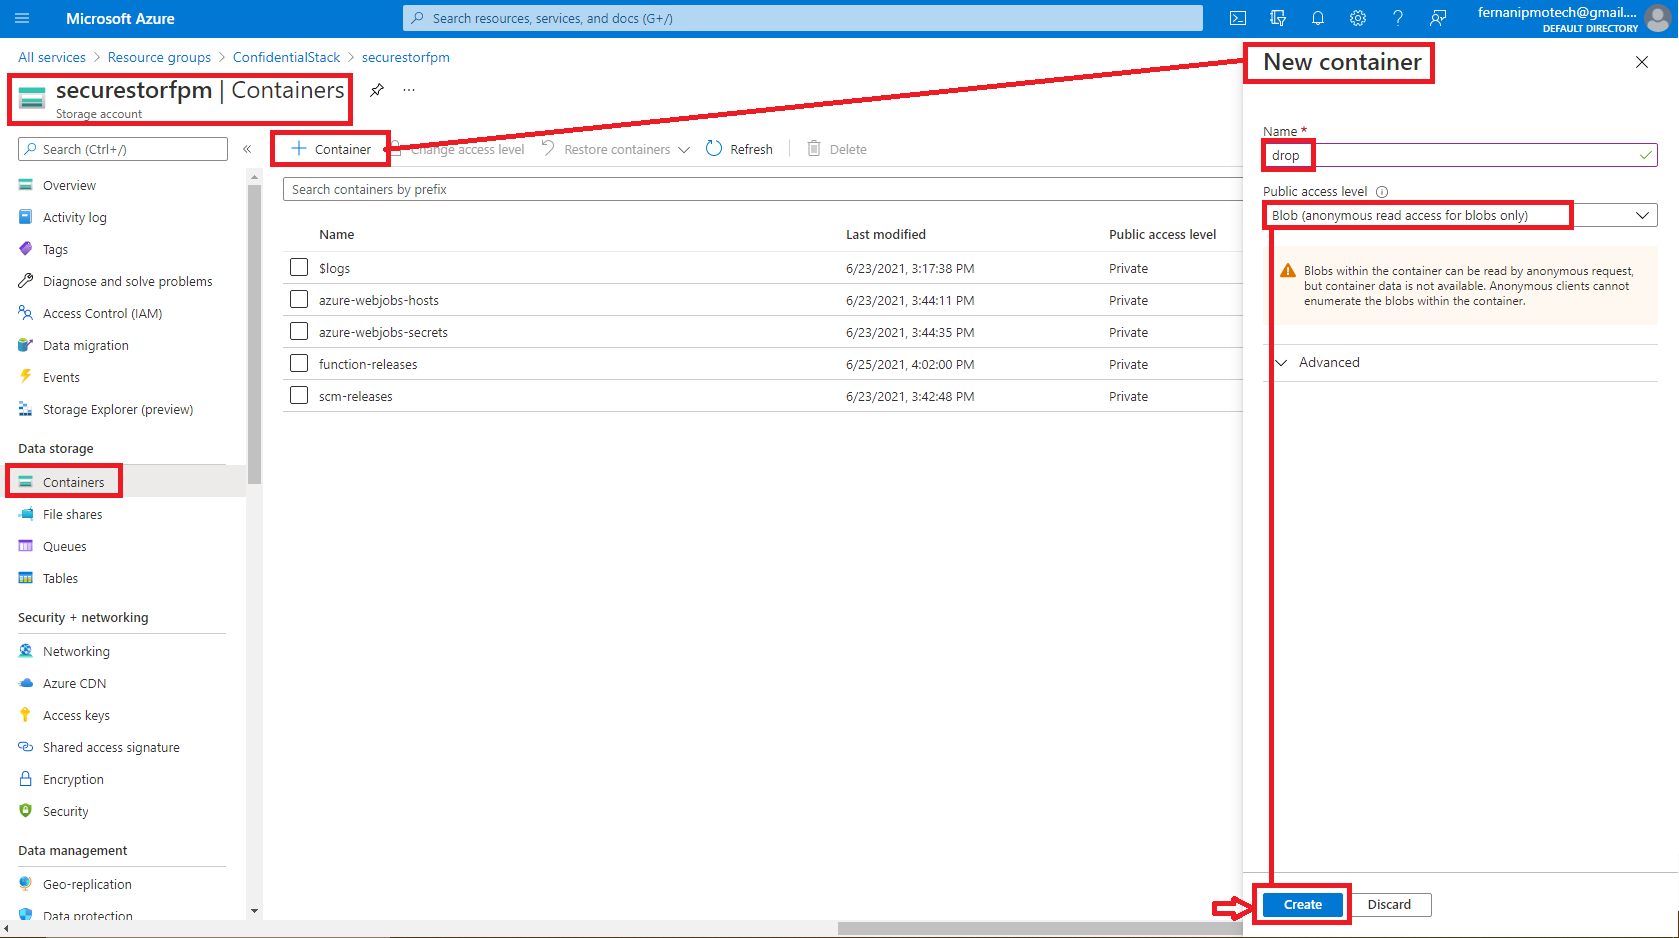 Microsoft Azure
Search resources, services, and docs (G+/)
fernanipmotech@gmail....
DEFAULT DIRECTORY
All services > Resource groups > ConfidentialStack > securestorfpm
securestorfpm | Containers
Storage account
Search (Ctrl+/)
Overview
Activity log
Tags
Diagnose and solve problems
Access Control (IAM)
Data migration
Events
Storage Explorer (preview)
Data storage
Containers
File shares
Queues
Tables
Security + networking
Networking
Azure CDN
Access keys
Shared access signature
Encryption
Security
Data management
Geo-replication
Data protection
+ Container
Change access level
Restore containers
Refresh
Delete
Search containers by prefix
Name Last modified Public access level
$logs 6/23/2021, 3:17:38 PM Private
azure-webjobs-hosts 6/23/2021, 3:44:11 PM Private
azure-webjobs-secrets 6/23/2021, 3:44:35 PM Private
function-releases 6/25/2021, 4:02:00 PM Private
scm-releases 6/23/2021, 3:42:48 PM Private
New container
Name *
drop
Public access level
Blob (anonymous read access for blobs only)
Blobs within the container can be read by anonymous request,
but container data is not available. Anonymous clients cannot
enumerate the blobs within the container.
Advanced
Create
Discard